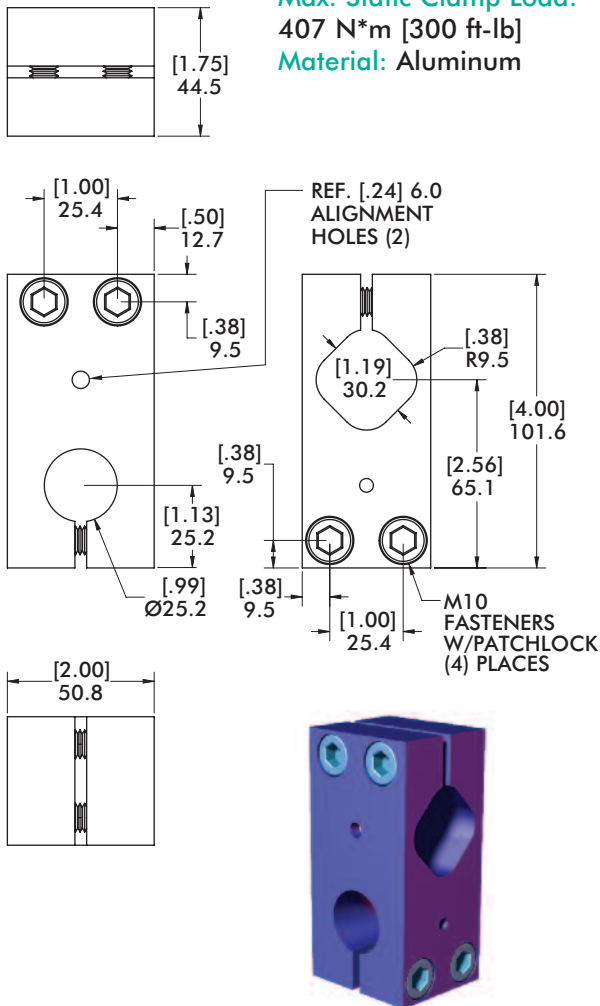 Max. Static Clamp Load:
407 N*m [300 ft-lb]
Material: Aluminum
[1.75]
44.5
[1.00]
25.4
[.50]
12.7
REF. [.24] 6.0
ALIGNMENT
HOLES (2)
[.38]
9.5
[.38]
R9.5
[1.19]
30.2
[4.00]
101.6
[2.56]
65.1
[.38]
9.5
[1.13]
25.2
[.99]
Ø25.2
[.38]
9.5
[1.00]
25.4
M10
FASTENERS
W/PATCHLOCK
(4) PLACES
[2.00]
50.8